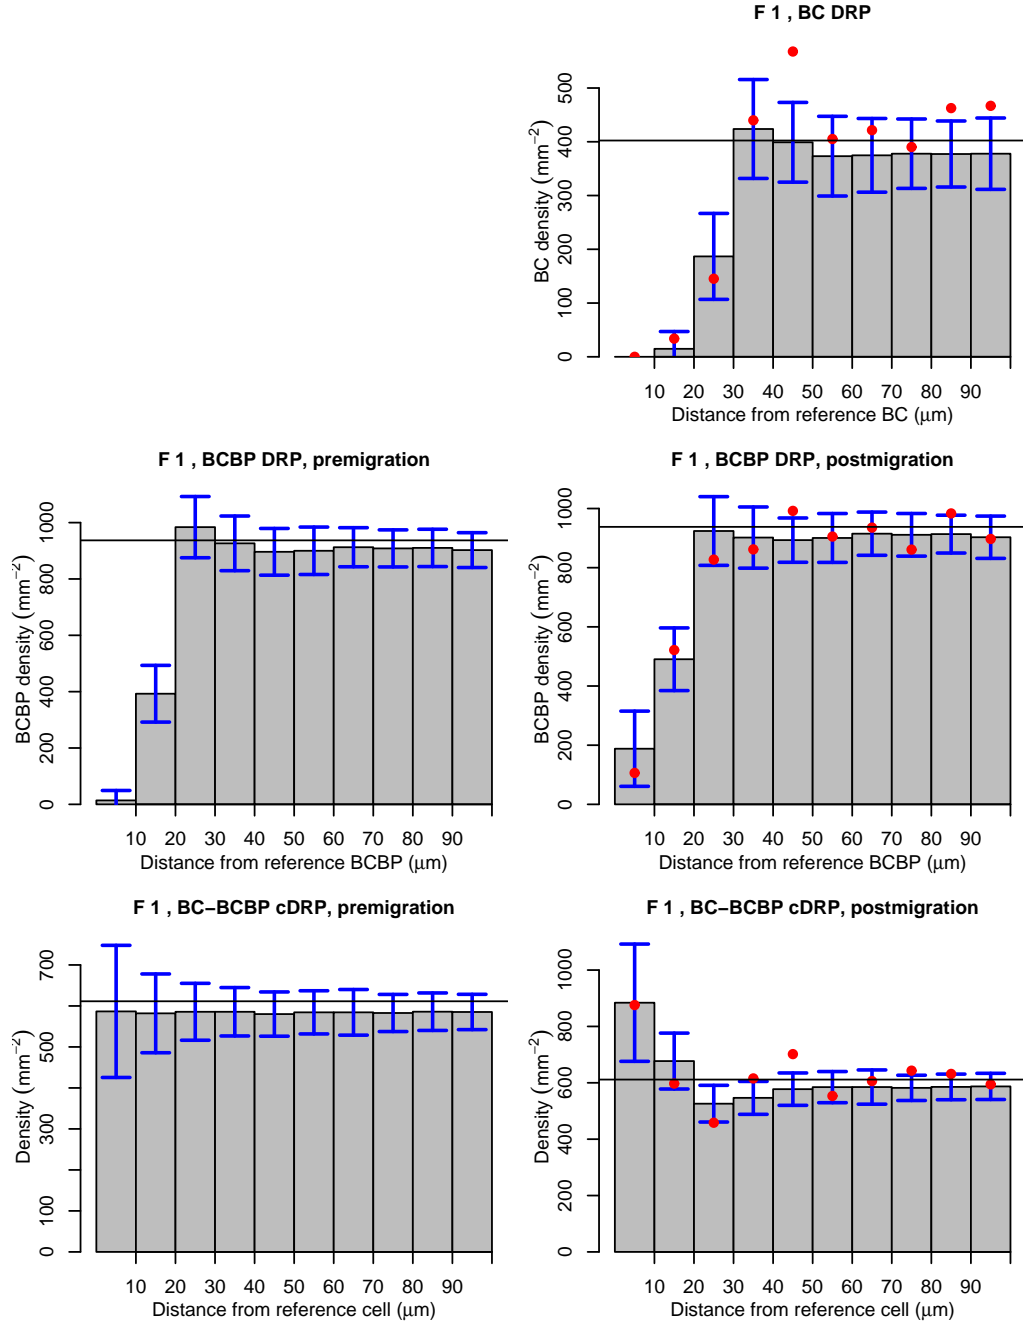 F 1 , BC DRP
BC density (mm−2)
0 100 200 300 400 500
10 20 30 40 50 60 70 80 90
Distance from reference BC (μm)
F 1 , BCBP DRP, premigration
BCBP density (mm−2)
0 200 400 600 800 1000
10 20 30 40 50 60 70 80 90
Distance from reference BCBP (μm)
F 1 , BCBP DRP, postmigration
BCBP density (mm−2)
0 200 400 600 800 1000
10 20 30 40 50 60 70 80 90
Distance from reference BCBP (μm)
F 1 , BC−BCBP cDRP, premigration
Density (mm−2)
0 100 300 500 700
10 20 30 40 50 60 70 80 90
Distance from reference cell (μm)
F 1 , BC−BCBP cDRP, postmigration
Density (mm−2)
0 200 400 600 800 1000
10 20 30 40 50 60 70 80 90
Distance from reference cell (μm)